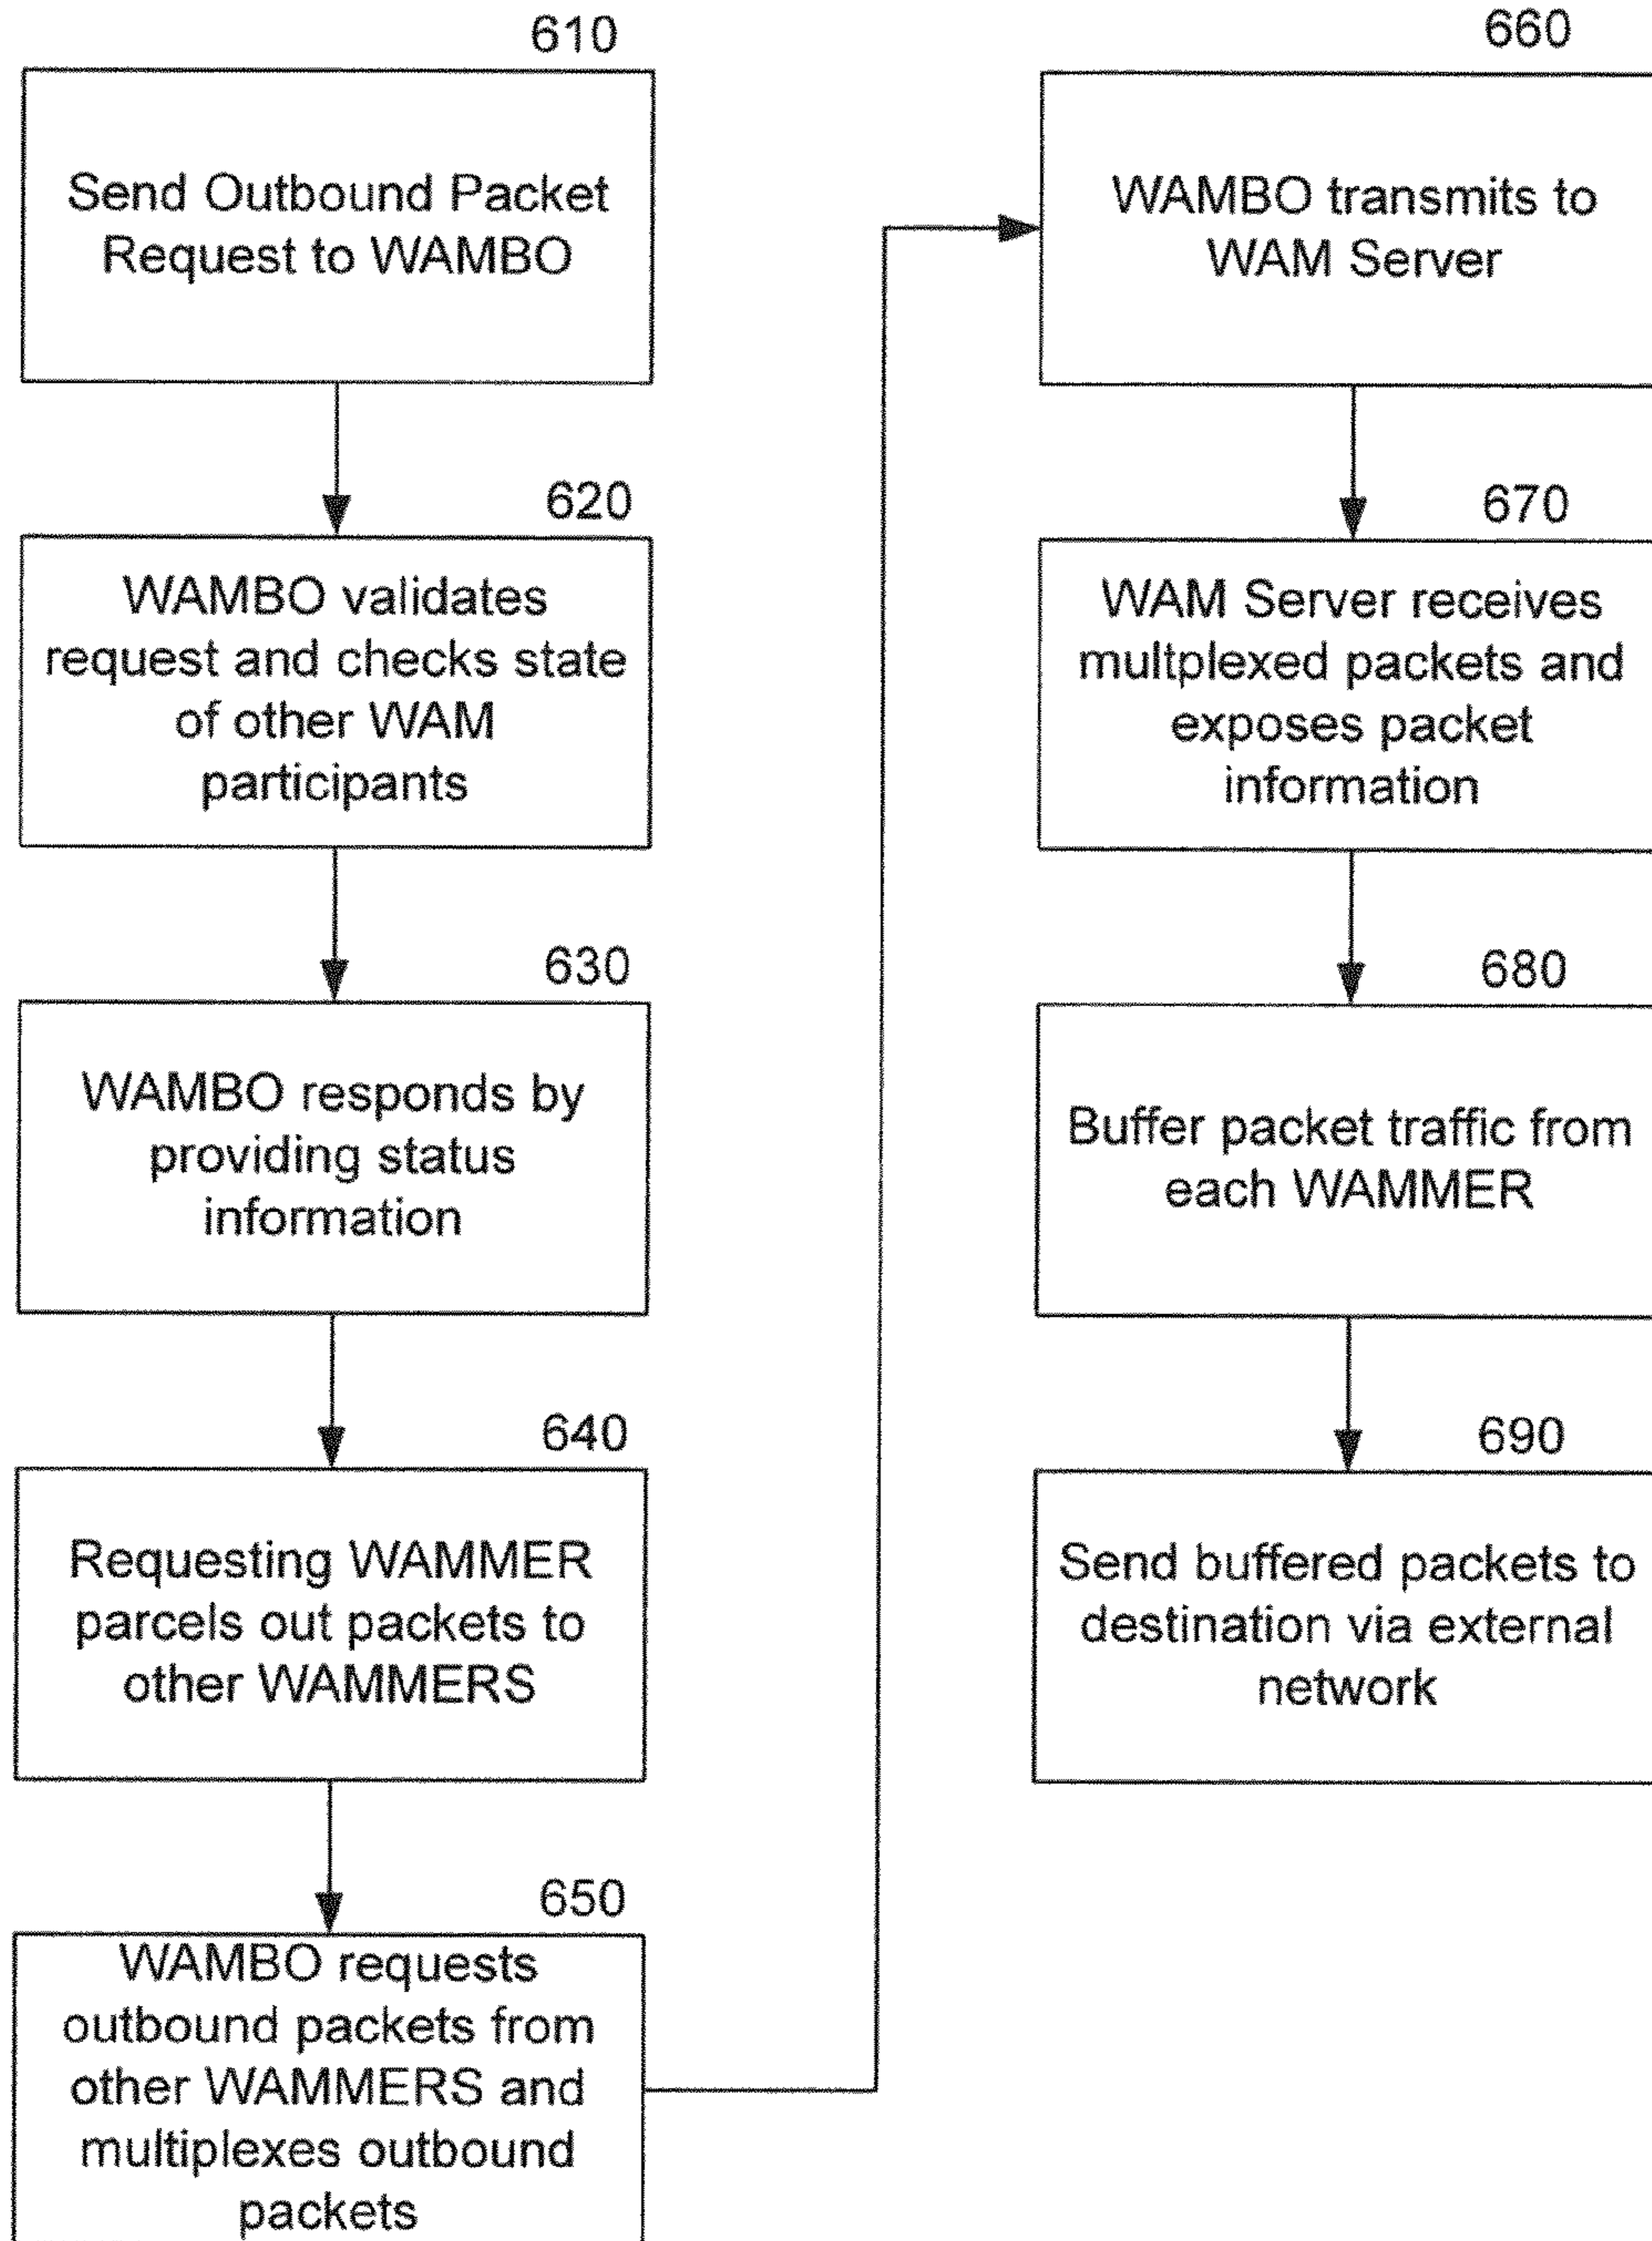 610
Send Outbound Packet
Request to WAMBO
620
WAMBO validates
request and checks state
of other WAM
participants
630
WAMBO responds by
providing status
information
640
Requesting WAMMER
parcels out packets to
other WAMMERS
650
WAMBO requests
outbound packets from
other WAMMERS and
multiplexes outbound
packets
660
WAMBO transmits to
WAM Server
670
WAM Server receives
multplexed packets and
exposes packet
information
680
Buffer packet traffic from
each WAMMER
690
Send buffered packets to
destination via external
network